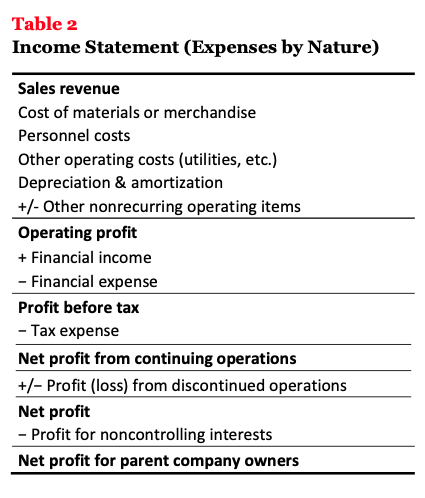 Table 2
Income Statement (Expenses by Nature)
Sales revenue
Cost of materials or merchandise
Personnel costs
Other operating costs (utilities, etc.)
Depreciation & amortization
+/- Other nonrecurring operating items
Operating profit
+ Financial income
− Financial expense
Profit before tax
− Tax expense
Net profit from continuing operations
+/− Profit (loss) from discontinued operations
Net profit
− Profit for noncontrolling interests
Net profit for parent company owners